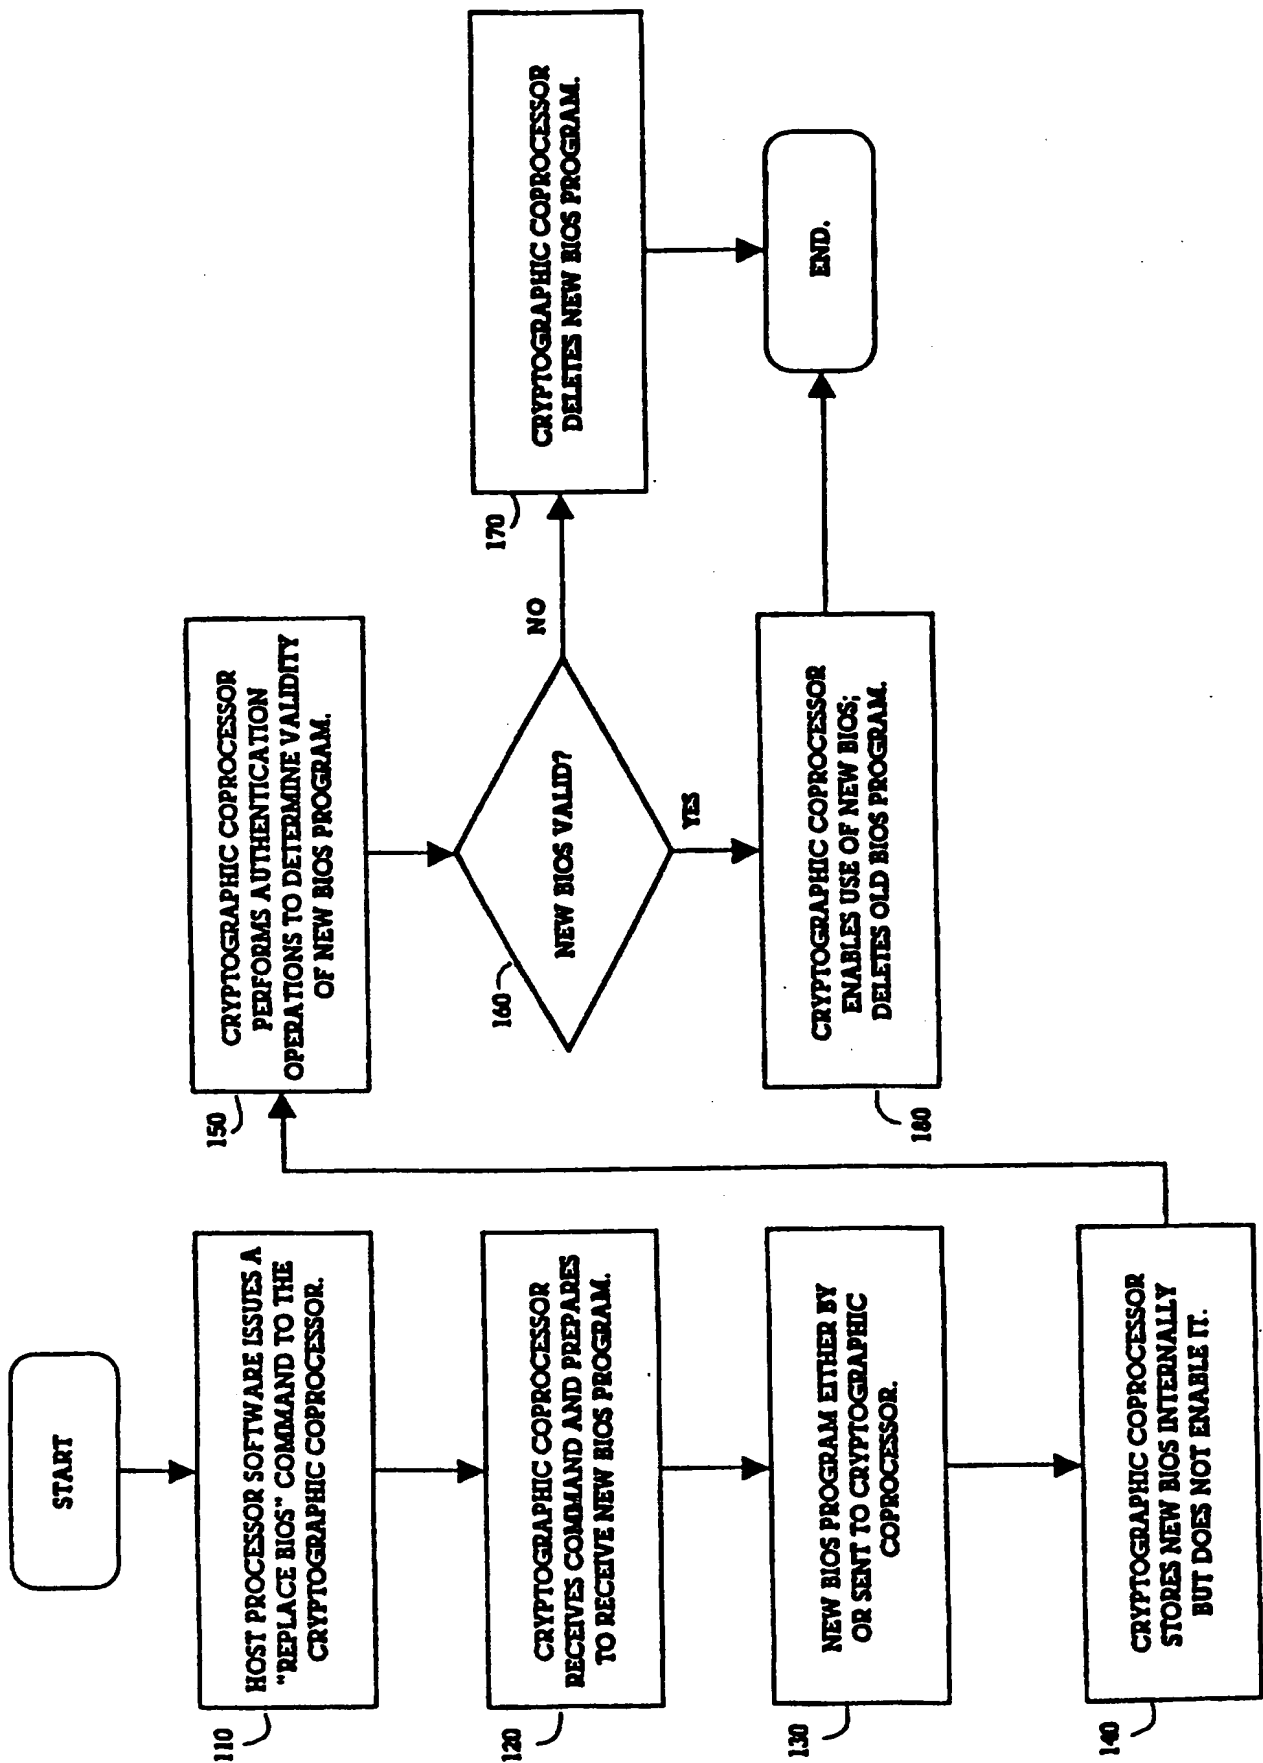 START
110
HOST PROCESSOR SOFTWARE ISSUES A
"REPLACE BIOS" COMMAND TO THE
CRYPTOGRAPHIC COPROCESSOR.
120
CRYPTOGRAPHIC COPROCESSOR
RECEIVES COMMAND AND PREPARES
TO RECEIVE NEW BIOS PROGRAM.
130
NEW BIOS PROGRAM EITHER BY
OR SENT TO CRYPTOGRAPHIC
COPROCESSOR.
140
CRYPTOGRAPHIC COPROCESSOR
STORES NEW BIOS INTERNALLY
BUT DOES NOT ENABLE IT.
150
CRYPTOGRAPHIC COPROCESSOR
PERFORMS AUTHENTICATION
OPERATIONS TO DETERMINE VALIDITY
OF NEW BIOS PROGRAM.
160
NEW BIOS VALID?
NO
170
CRYPTOGRAPHIC COPROCESSOR
DELETES NEW BIOS PROGRAM.
YES
180
CRYPTOGRAPHIC COPROCESSOR
ENABLES USE OF NEW BIOS;
DELETES OLD BIOS PROGRAM.
END.